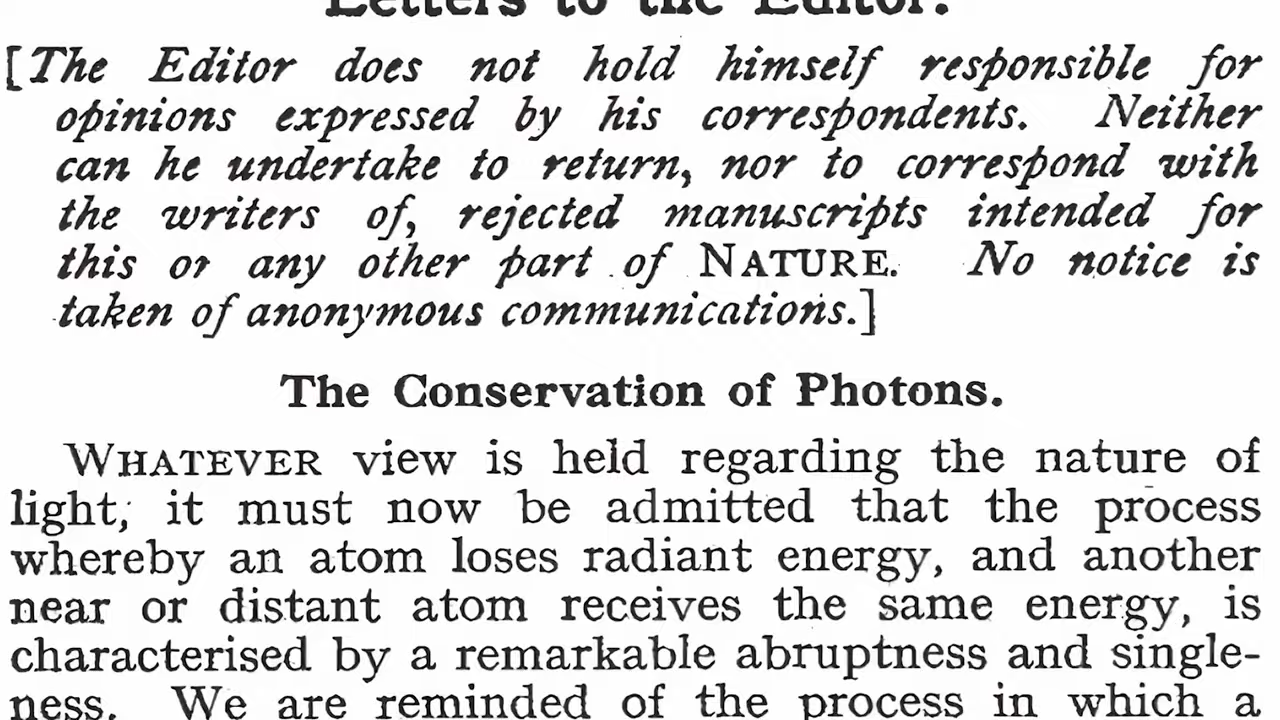 Letters to the Editor.
[The Editor does not hold himself responsible for
opinions expressed by his correspondents. Neither
can he undertake to return, nor to correspond with
the writers of, rejected manuscripts intended for
this or any other part of NATURE. No notice is
taken of anonymous communications.]
The Conservation of Photons.
WHATEVER view is held regarding the nature of
light, it must now be admitted that the process
whereby an atom loses radiant energy, and another
near or distant atom receives the same energy, is
characterised by a remarkable abruptness and single-
ness. We are reminded of the process in which a